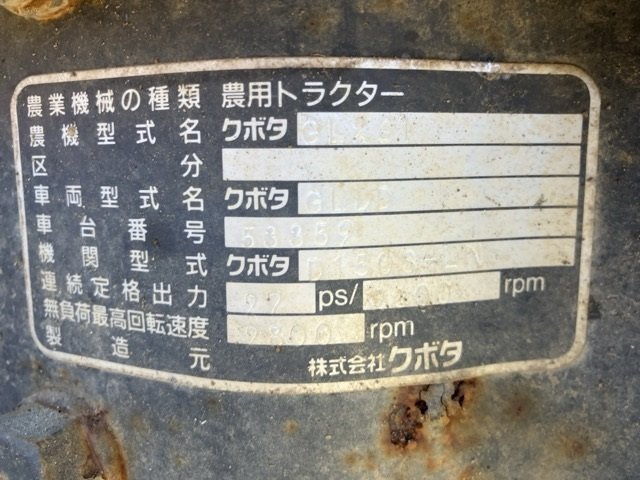 農業機械の種類 農用トラクター
農機型式名 クボタ
区分
車両型式名 クボタ
車台番号 53359
機関型式 クボタ
連続定格出力 ps/ rpm
無負荷最高回転速度 rpm
製造元 株式会社クボタ